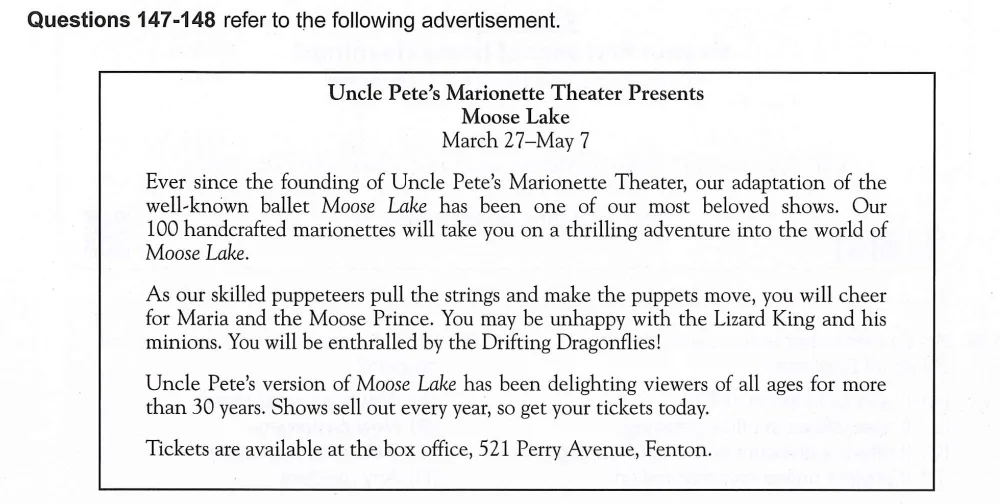 Questions 147-148 refer to the following advertisement.
Uncle Pete's Marionette Theater Presents
Moose Lake
March 27–May 7
Ever since the founding of Uncle Pete's Marionette Theater, our adaptation of the
well-known ballet Moose Lake has been one of our most beloved shows. Our
100 handcrafted marionettes will take you on a thrilling adventure into the world of
Moose Lake.
As our skilled puppeteers pull the strings and make the puppets move, you will cheer
for Maria and the Moose Prince. You may be unhappy with the Lizard King and his
minions. You will be enthralled by the Drifting Dragonflies!
Uncle Pete's version of Moose Lake has been delighting viewers of all ages for more
than 30 years. Shows sell out every year, so get your tickets today.
Tickets are available at the box office, 521 Perry Avenue, Fenton.